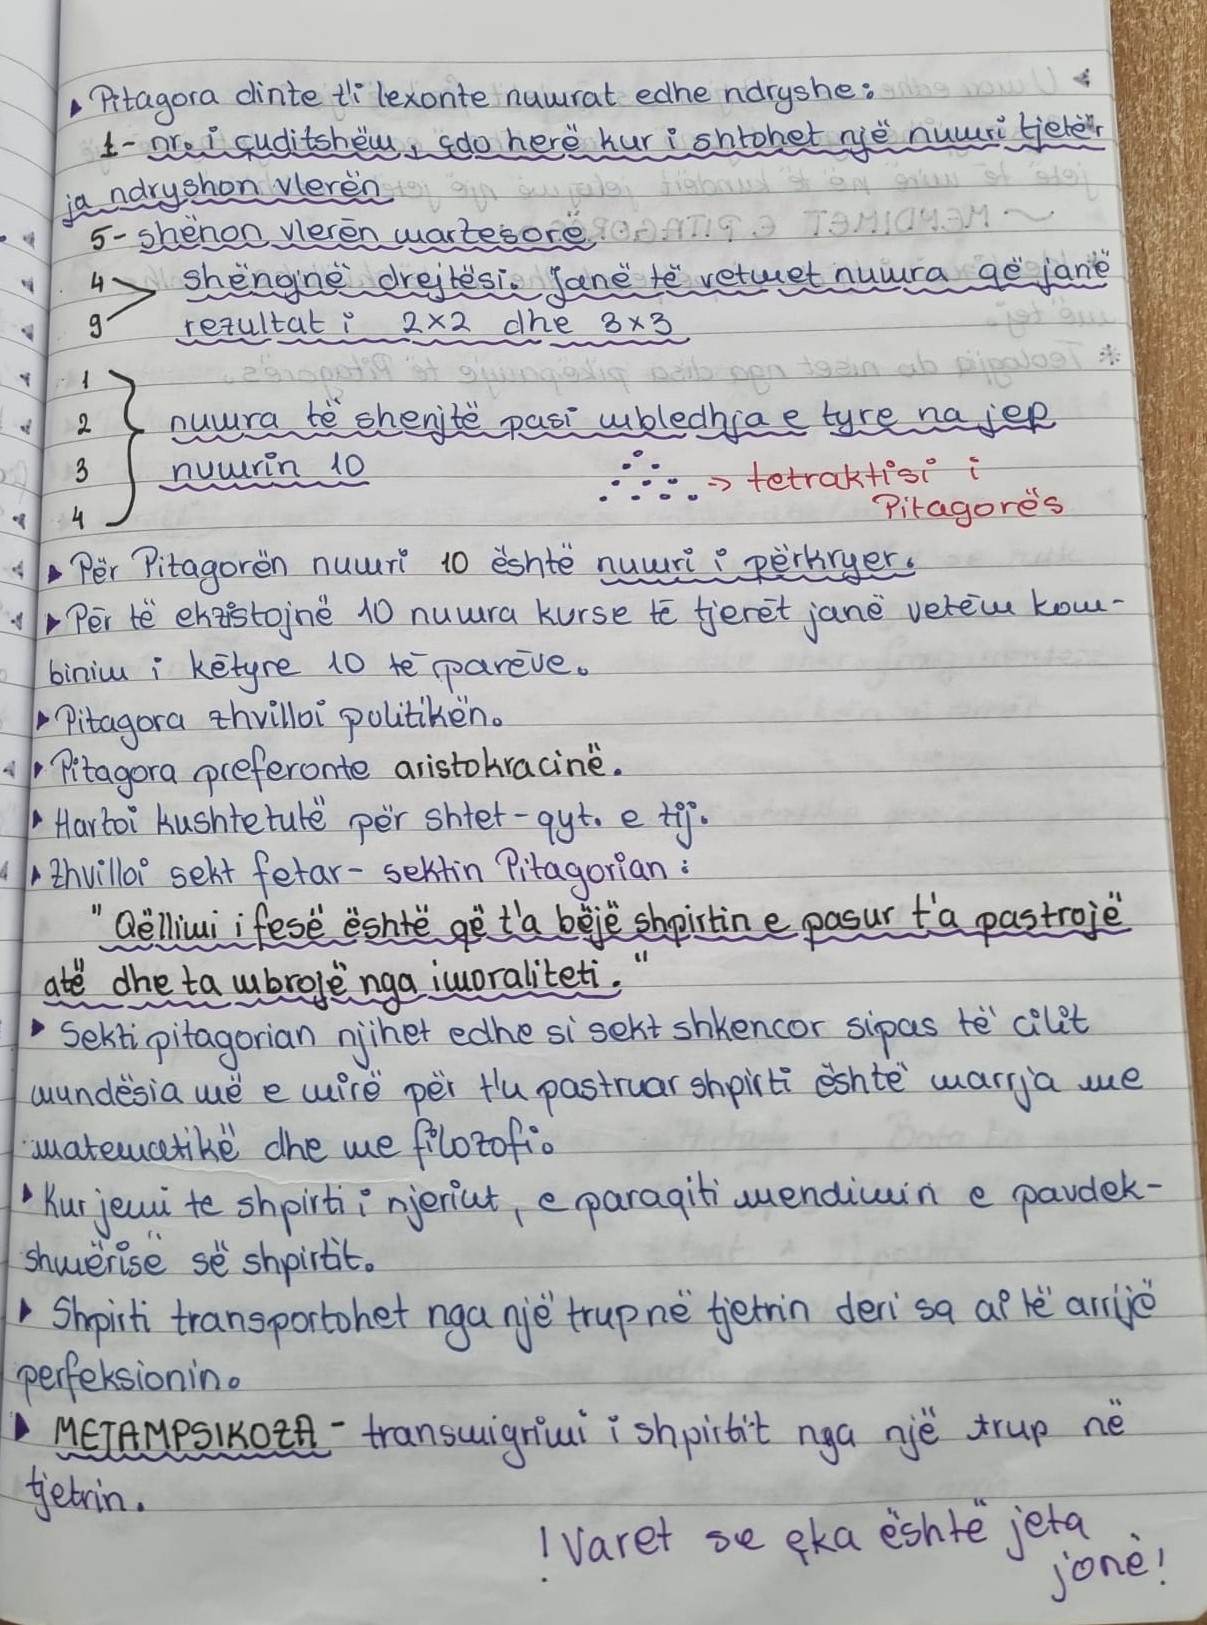 ▸ Pitagora dinte t'i lexonte numrat edhe ndryshe:
1- nr. i çuditshëm, çdo herë kur i shtohet një numri tjetër
ja ndryshon vlerën
5- shënon vlerën martesore
4 > shëngnë drejtësi. Janë të vetmet numra që janë
9 rezultat i 2×2 dhe 3×3
1
2 numra të shenjtë pasi mbledhja e tyre na jep
3 numrin 10 → tetraktisi i
4 Pitagorës
▸ Për Pitagorën numri 10 është numri i përkryer.
▸ Për të ekzistojnë 10 numra kurse të tjerët janë vetëm kom-
binim i këtyre 10 të parëve.
▸ Pitagora zhvilloi politikën.
▸ Pitagora preferonte aristokracinë.
▸ Hartoi kushtetutë për shtet-qyt. e tij.
▸ Zhvilloi sekt fetar- sektin Pitagorian:
"Qëllimi i fesë është që t'a bëjë shpirtin e pasur t'a pastrojë
atë dhe ta mbrojë nga imoraliteti."
▸ Sekti pitagorian njihet edhe si sekt shkencor sipas të cilit
mundësia më e mirë për t'u pastruar shpirti është marrja me
matematikë dhe me filozofi.
▸ Kur jemi te shpirti i njeriut, e paraqiti mendimin e pavdek-
shmërisë së shpirtit.
▸ Shpirti transportohet nga një trup në tjetrin deri sa ai të arrijë
perfeksionin.
▸ METAMPSIKOZA - transmigrimi i shpirtit nga një trup në
tjetrin.
! Varet se çka është jeta
jonë!